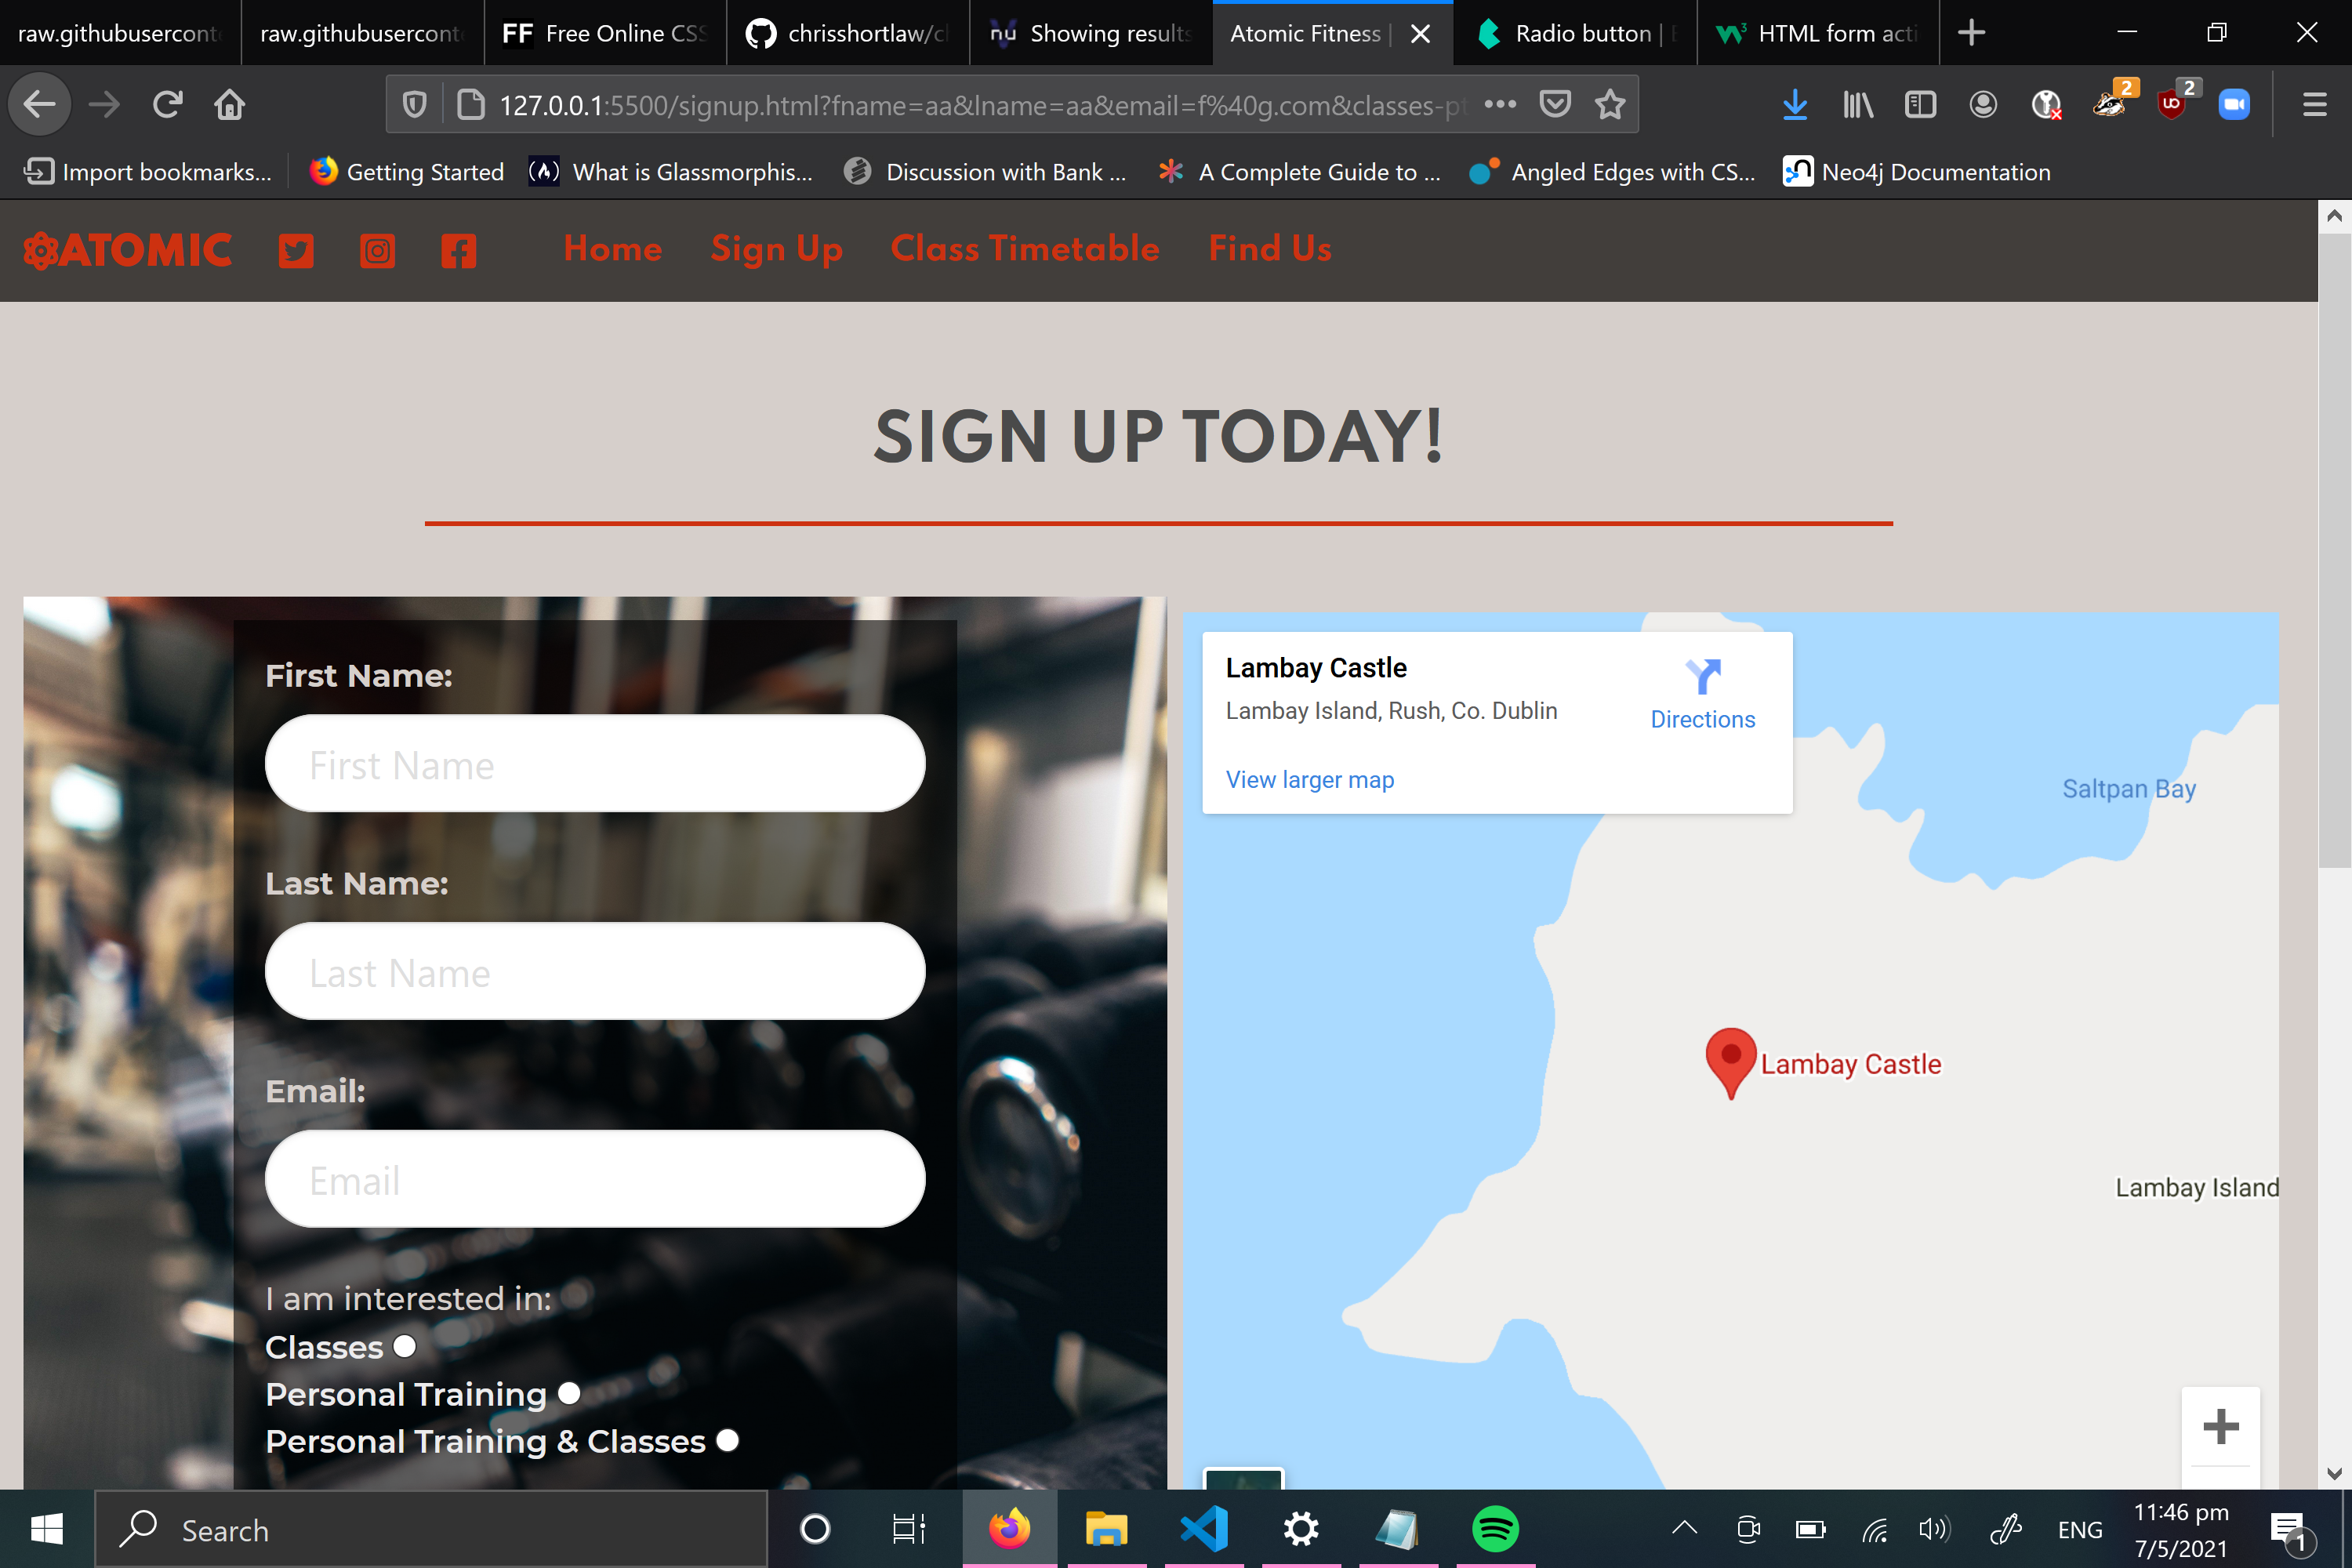 raw.githubuserconte
raw.githubuserconte
FF Free Online CSS
chrisshortlaw/cl
Showing results
Atomic Fitness |
Radio button |
HTML form acti
127.0.0.1:5500/signup.html?fname=aa&lname=aa&email=f%40g.com&classes-pt
2
2
Import bookmarks...
Getting Started
What is Glassmorphis...
Discussion with Bank ...
A Complete Guide to ...
Angled Edges with CS...
Neo4j Documentation
ATOMIC
Home
Sign Up
Class Timetable
Find Us
SIGN UP TODAY!
First Name:
First Name
Last Name:
Last Name
Email:
Email
I am interested in:
Classes
Personal Training
Personal Training & Classes
Lambay Castle
Lambay Island, Rush, Co. Dublin
Directions
View larger map
Saltpan Bay
Lambay Castle
Lambay Island
Search
ENG
11:46 pm
7/5/2021
1